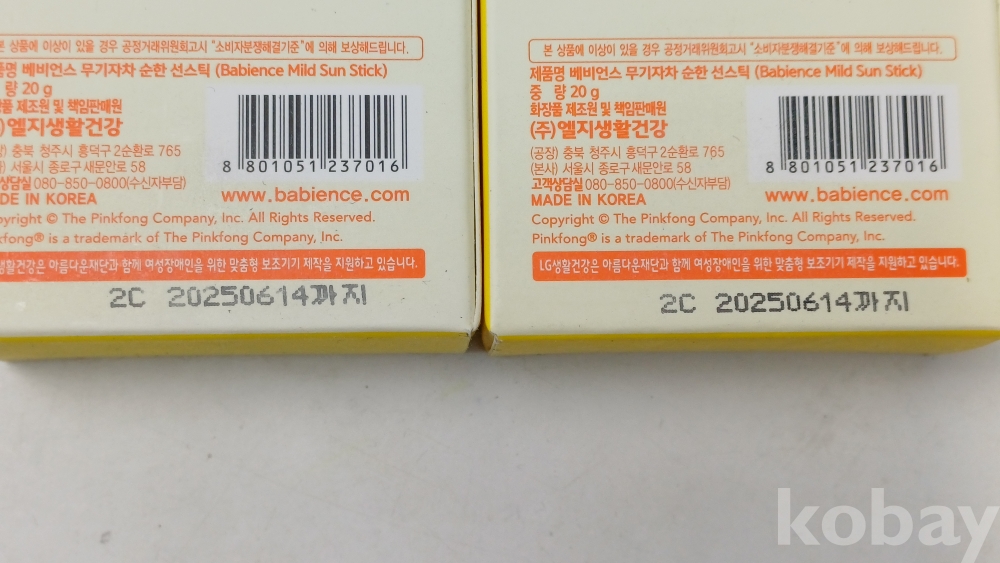 본 상품에 이상이 있을 경우 공정거래위원회고시 "소비자분쟁해결기준"에 의해 보상해드립니다.
품명 베비언스 무기자차 순한 선스틱 (Babience Mild Sun Stick)
량 20 g
품 제조원 및 책임판매원
)엘지생활건강
충북 청주시 흥덕구 2순환로 765
서울시 종로구 새문안로 58
상담실 080-850-0800(수신자부담)
DE IN KOREA
8 801051 237016
www.babience.com
pyright © The Pinkfong Company, Inc. All Rights Reserved.
kfong® is a trademark of The Pinkfong Company, Inc.
생활건강은 아름다운재단과 함께 여성장애인을 위한 맞춤형 보조기기 제작을 지원하고 있습니다.
2C 20250614까지
본 상품에 이상이 있을 경우 공정거래위원회고시 "소비자분쟁해결기준"에 의해 보상해드립니다.
제품명 베비언스 무기자차 순한 선스틱 (Babience Mild Sun Stick)
중 량 20 g
화장품 제조원 및 책임판매원
(주)엘지생활건강
(공장) 충북 청주시 흥덕구 2순환로 765
(본사) 서울시 종로구 새문안로 58
고객상담실 080-850-0800(수신자부담)
MADE IN KOREA
8 801051 237016
www.babience.com
Copyright © The Pinkfong Company, Inc. All Rights Reserved.
Pinkfong® is a trademark of The Pinkfong Company, Inc.
LG생활건강은 아름다운재단과 함께 여성장애인을 위한 맞춤형 보조기기 제작을 지원하고 있습니다.
2C 20250614까지
kobay